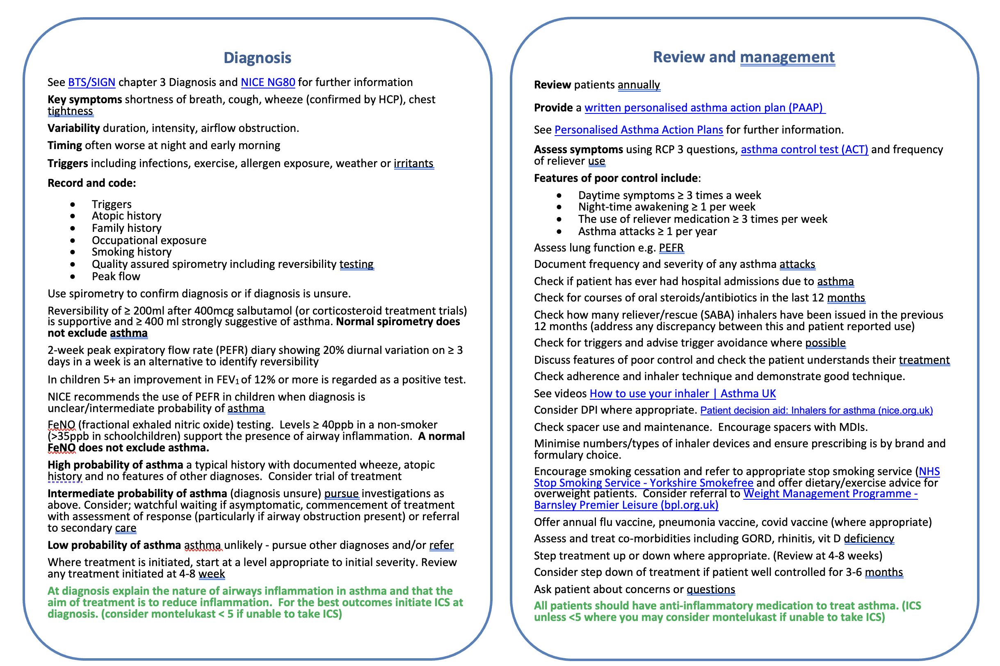 Diagnosis
See BTS/SIGN chapter 3 Diagnosis and NICE NG80 for further information
Key symptoms shortness of breath, cough, wheeze (confirmed by HCP), chest
tightness
Variability duration, intensity, airflow obstruction.
Timing often worse at night and early morning
Triggers including infections, exercise, allergen exposure, weather or irritants
Record and code:
• Triggers
• Atopic history
• Family history
• Occupational exposure
• Smoking history
• Quality assured spirometry including reversibility testing
• Peak flow
Use spirometry to confirm diagnosis or if diagnosis is unsure.
Reversibility of ≥ 200ml after 400mcg salbutamol (or corticosteroid treatment trials)
is supportive and ≥ 400 ml strongly suggestive of asthma. Normal spirometry does
not exclude asthma
2-week peak expiratory flow rate (PEFR) diary showing 20% diurnal variation on ≥ 3
days in a week is an alternative to identify reversibility
In children 5+ an improvement in FEV₁ of 12% or more is regarded as a positive test.
NICE recommends the use of PEFR in children when diagnosis is
unclear/intermediate probability of asthma
FeNO (fractional exhaled nitric oxide) testing. Levels ≥ 40ppb in a non-smoker
(>35ppb in schoolchildren) support the presence of airway inflammation. A normal
FeNO does not exclude asthma.
High probability of asthma a typical history with documented wheeze, atopic
history and no features of other diagnoses. Consider trial of treatment
Intermediate probability of asthma (diagnosis unsure) pursue investigations as
above. Consider; watchful waiting if asymptomatic, commencement of treatment
with assessment of response (particularly if airway obstruction present) or referral
to secondary care
Low probability of asthma asthma unlikely - pursue other diagnoses and/or refer
Where treatment is initiated, start at a level appropriate to initial severity. Review
any treatment initiated at 4-8 week
At diagnosis explain the nature of airways inflammation in asthma and that the
aim of treatment is to reduce inflammation. For the best outcomes initiate ICS at
diagnosis. (consider montelukast < 5 if unable to take ICS)
Review and management
Review patients annually
Provide a written personalised asthma action plan (PAAP)
See Personalised Asthma Action Plans for further information.
Assess symptoms using RCP 3 questions, asthma control test (ACT) and frequency
of reliever use
Features of poor control include:
• Daytime symptoms ≥ 3 times a week
• Night-time awakening ≥ 1 per week
• The use of reliever medication ≥ 3 times per week
• Asthma attacks ≥ 1 per year
Assess lung function e.g. PEFR
Document frequency and severity of any asthma attacks
Check if patient has ever had hospital admissions due to asthma
Check for courses of oral steroids/antibiotics in the last 12 months
Check how many reliever/rescue (SABA) inhalers have been issued in the previous
12 months (address any discrepancy between this and patient reported use)
Check for triggers and advise trigger avoidance where possible
Discuss features of poor control and check the patient understands their treatment
Check adherence and inhaler technique and demonstrate good technique.
See videos How to use your inhaler | Asthma UK
Consider DPI where appropriate. Patient decision aid: Inhalers for asthma (nice.org.uk)
Check spacer use and maintenance. Encourage spacers with MDIs.
Minimise numbers/types of inhaler devices and ensure prescribing is by brand and
formulary choice.
Encourage smoking cessation and refer to appropriate stop smoking service (NHS
Stop Smoking Service - Yorkshire Smokefree and offer dietary/exercise advice for
overweight patients. Consider referral to Weight Management Programme -
Barnsley Premier Leisure (bpl.org.uk)
Offer annual flu vaccine, pneumonia vaccine, covid vaccine (where appropriate)
Assess and treat co-morbidities including GORD, rhinitis, vit D deficiency
Step treatment up or down where appropriate. (Review at 4-8 weeks)
Consider step down of treatment if patient well controlled for 3-6 months
Ask patient about concerns or questions
All patients should have anti-inflammatory medication to treat asthma. (ICS
unless <5 where you may consider montelukast if unable to take ICS)